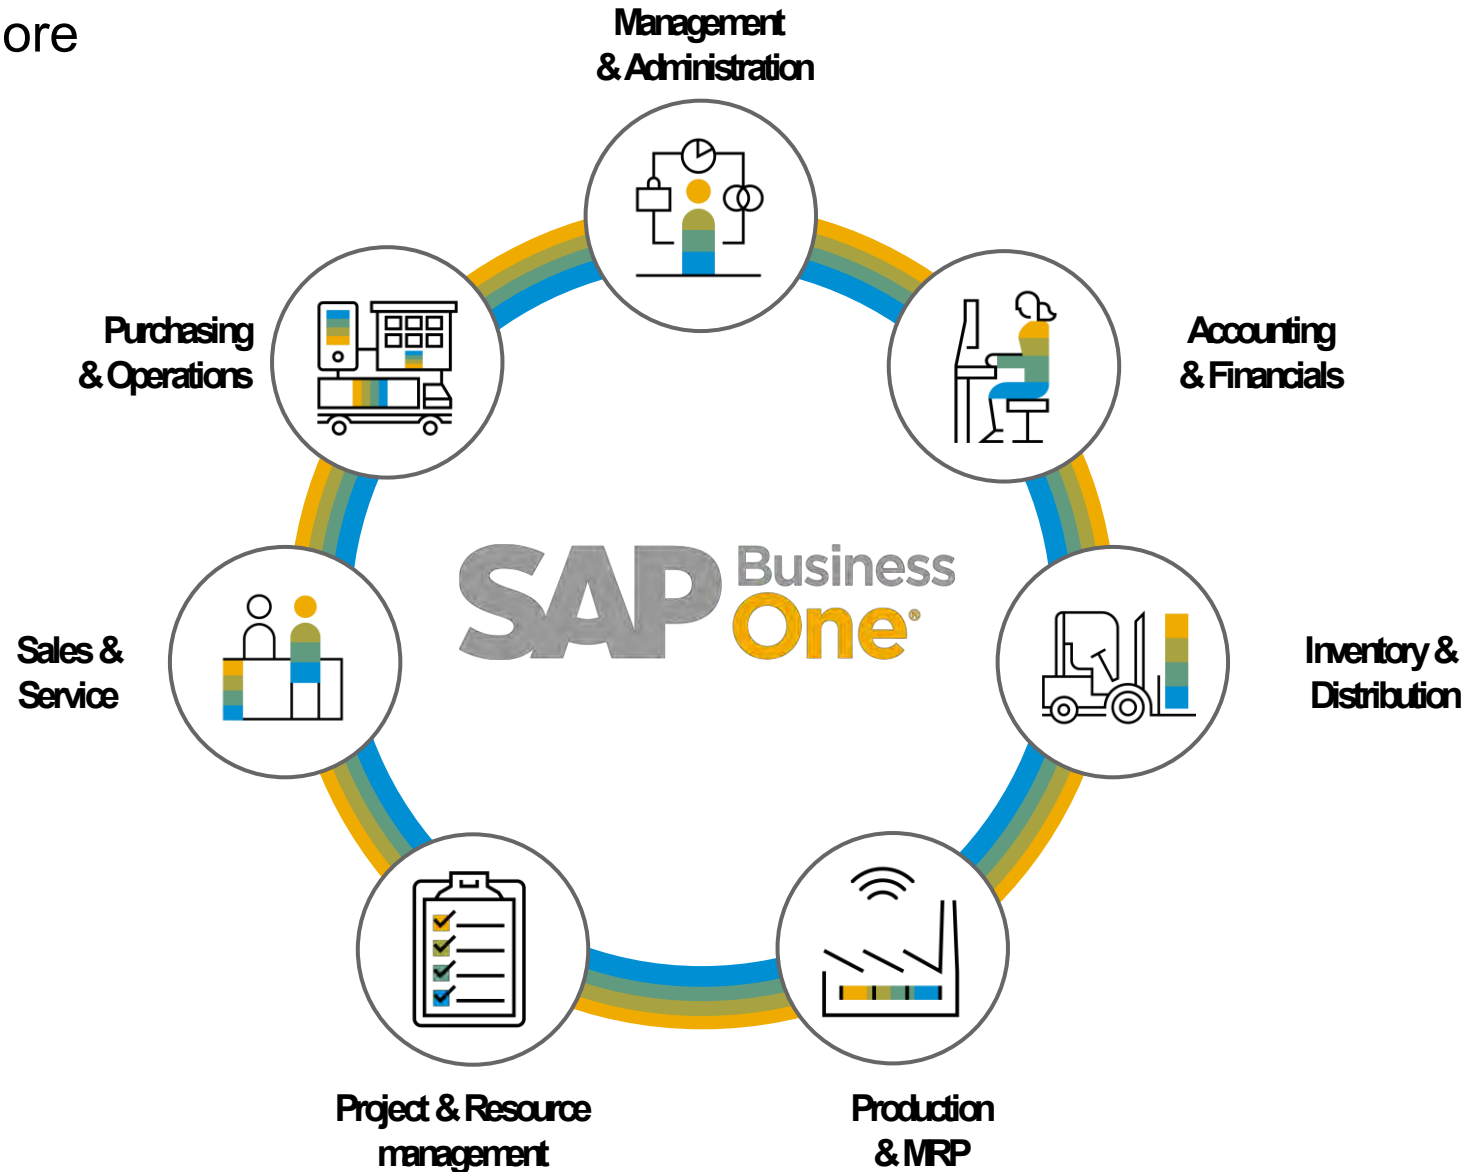 ore
Management
& Administration
Purchasing
& Operations
Accounting
& Financials
SAP Business
One®
Sales &
Service
Inventory &
Distribution
Project & Resource
management
Production
& MRP